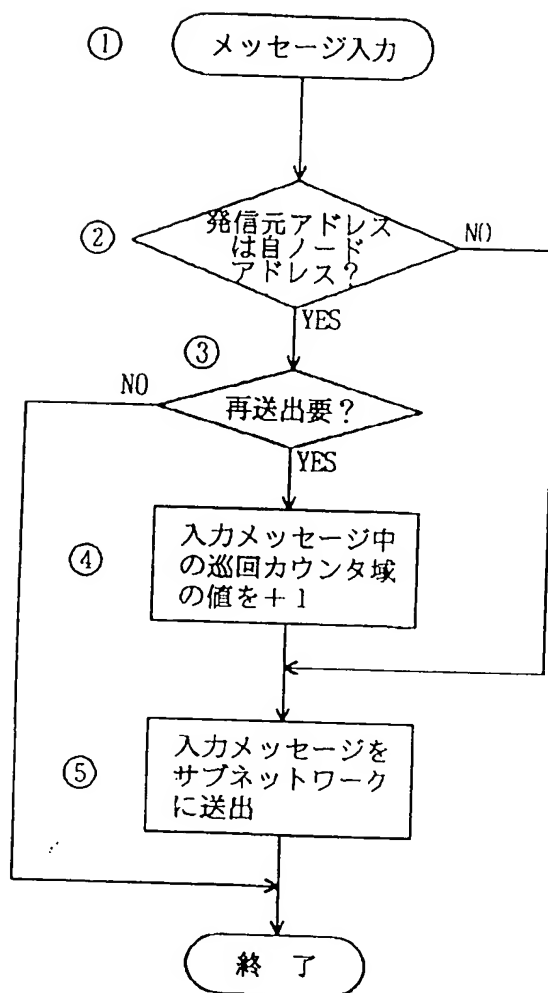 ① メッセージ入力
② 発信元アドレス
は自ノード
アドレス?
NO
YES
③
NO
再送出要?
YES
④ 入力メッセージ中
の巡回カウンタ域
の値を+1
⑤ 入力メッセージを
サブネットワーク
に送出
終 了